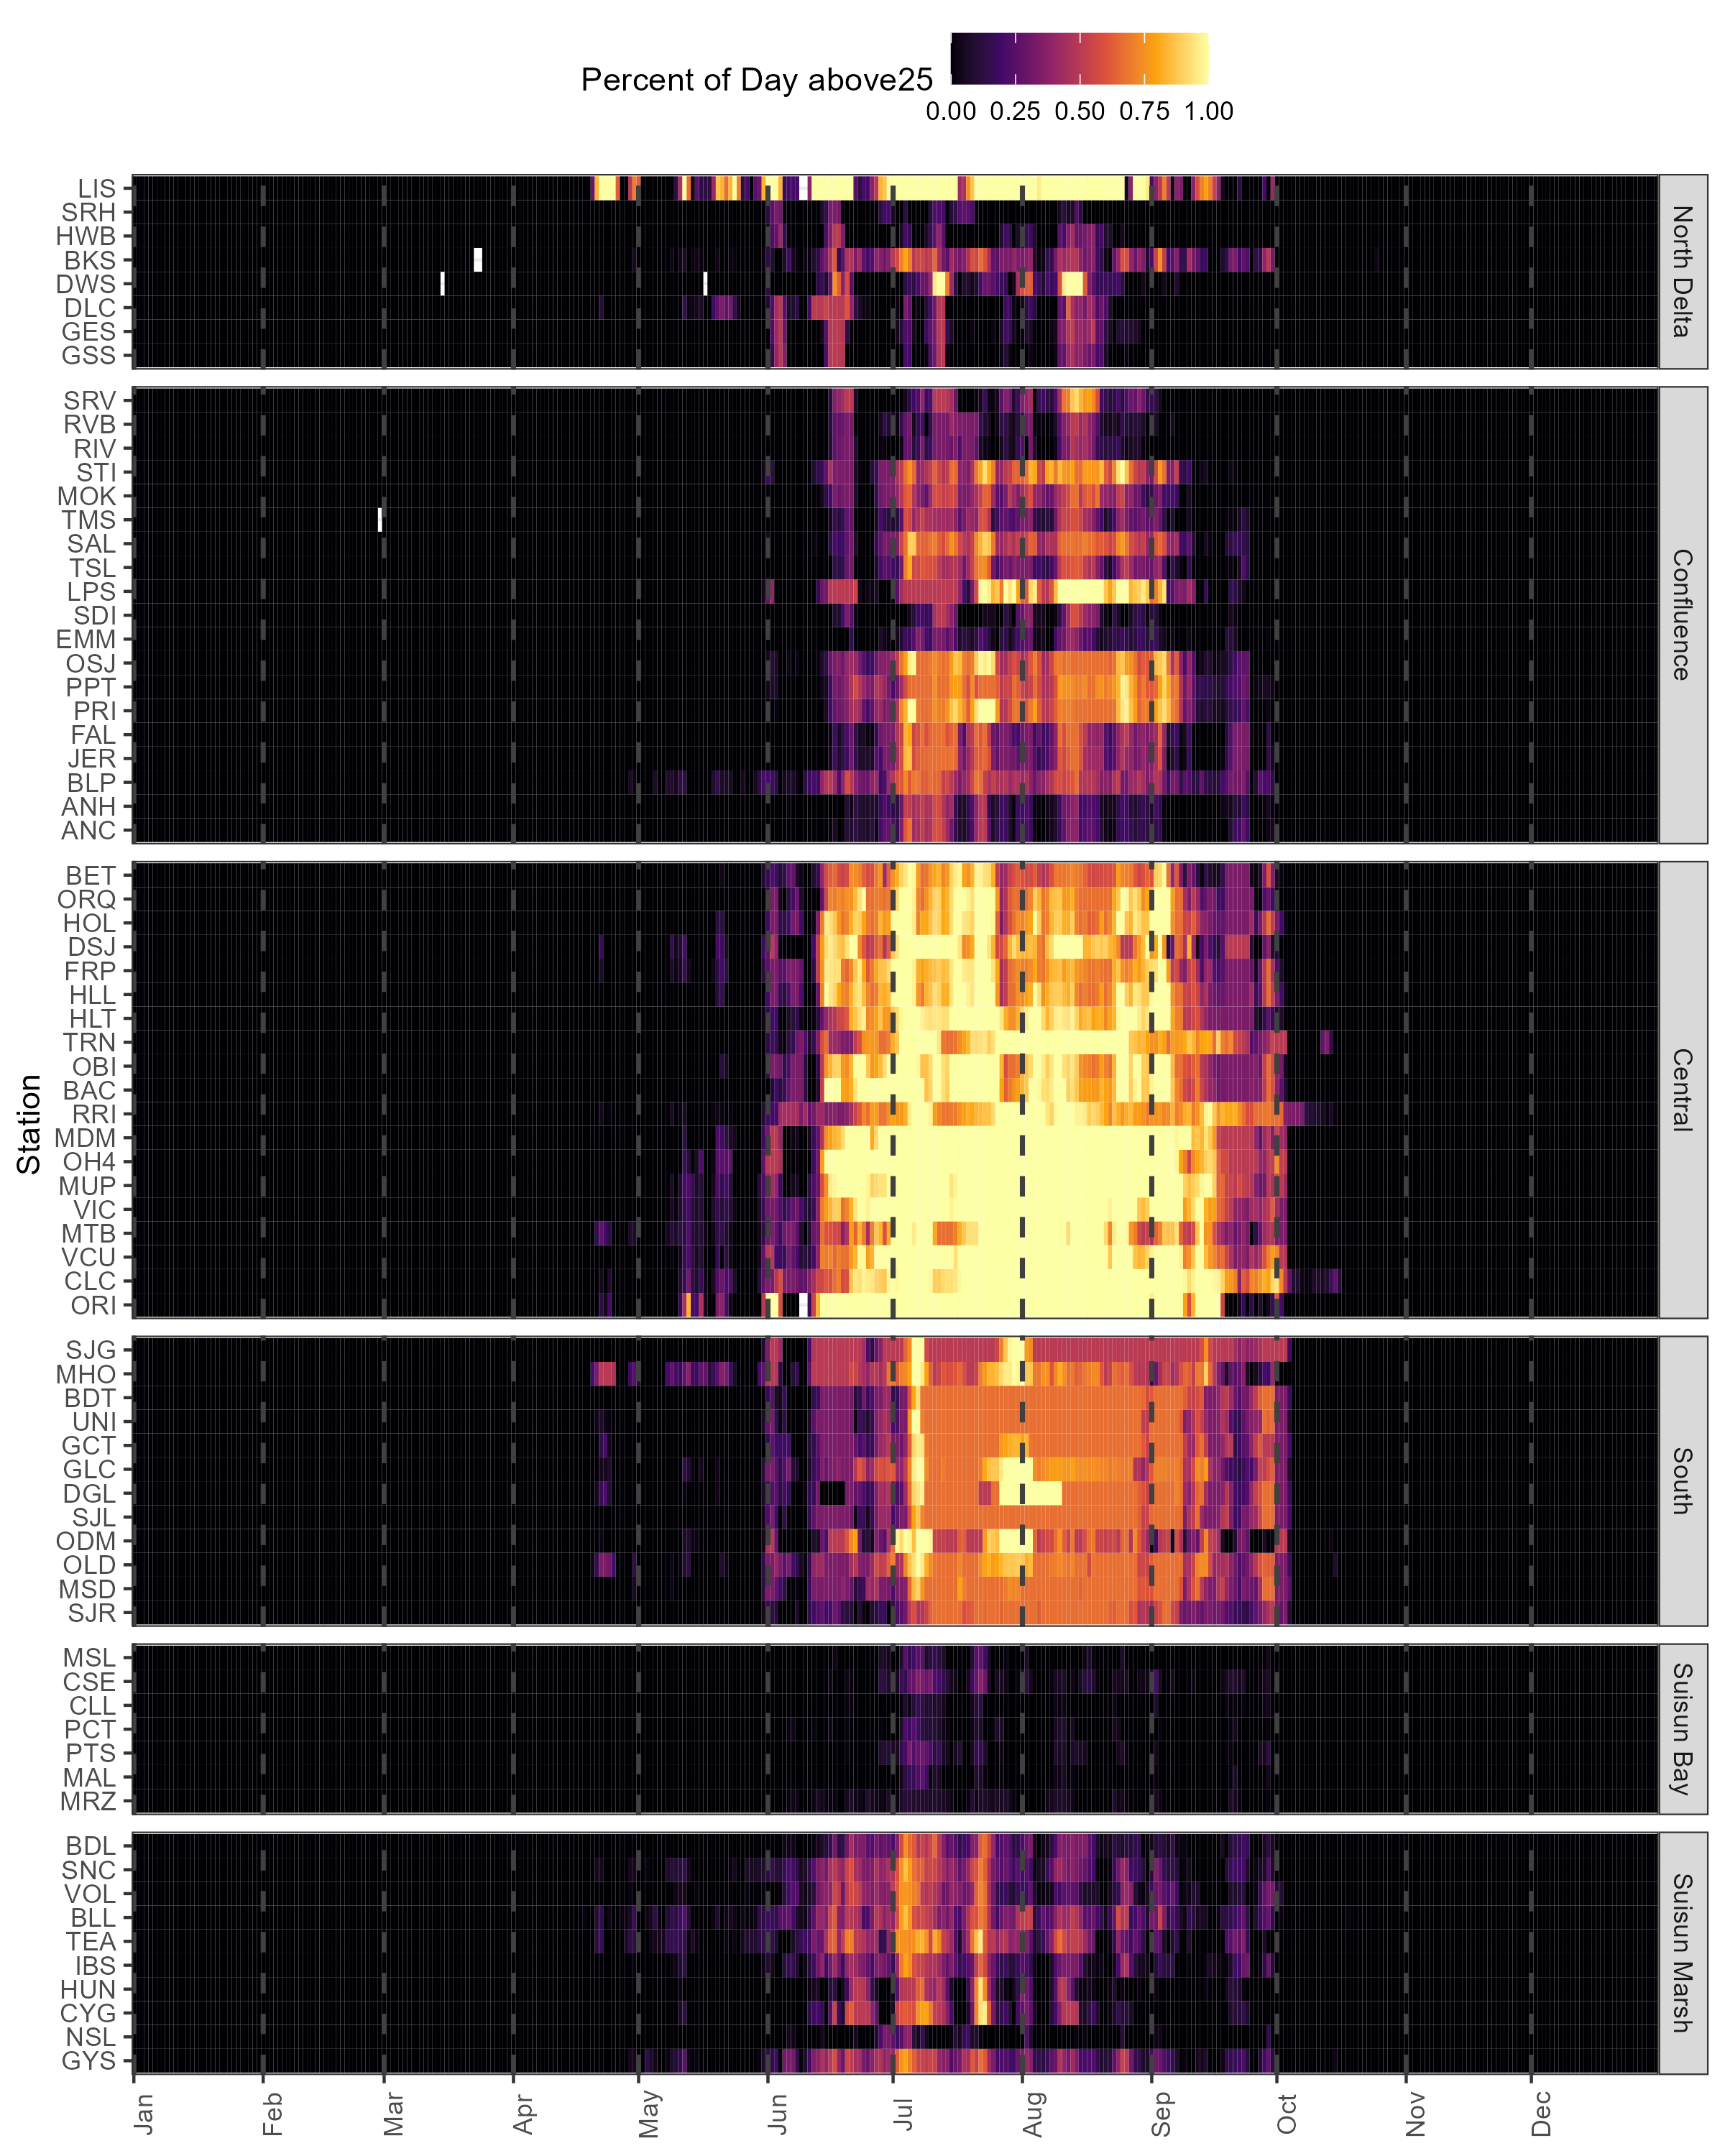 Percent of Day above25
0.00 0.25 0.50 0.75 1.00
LIS
SRH
HWB
BKS
DWS
DLC
GES
GSS
North Delta
SRV
RVB
RIV
STI
MOK
TMS
SAL
TSL
LPS
SDI
EMM
OSJ
PPT
PRI
FAL
JER
BLP
ANH
ANC
Confluence
BET
ORQ
HOL
DSJ
FRP
HLL
HLT
TRN
OBI
BAC
RRI
MDM
OH4
MUP
VIC
MTB
VCU
CLC
ORI
Central
Station
SJG
MHO
BDT
UNI
GCT
GLC
DGL
SJL
ODM
OLD
MSD
SJR
South
MSL
CSE
CLL
PCT
PTS
MAL
MRZ
Suisun Bay
BDL
SNC
VOL
BLL
TEA
IBS
HUN
CYG
NSL
GYS
Suisun Marsh
Jan Feb Mar Apr May Jun Jul Aug Sep Oct Nov Dec